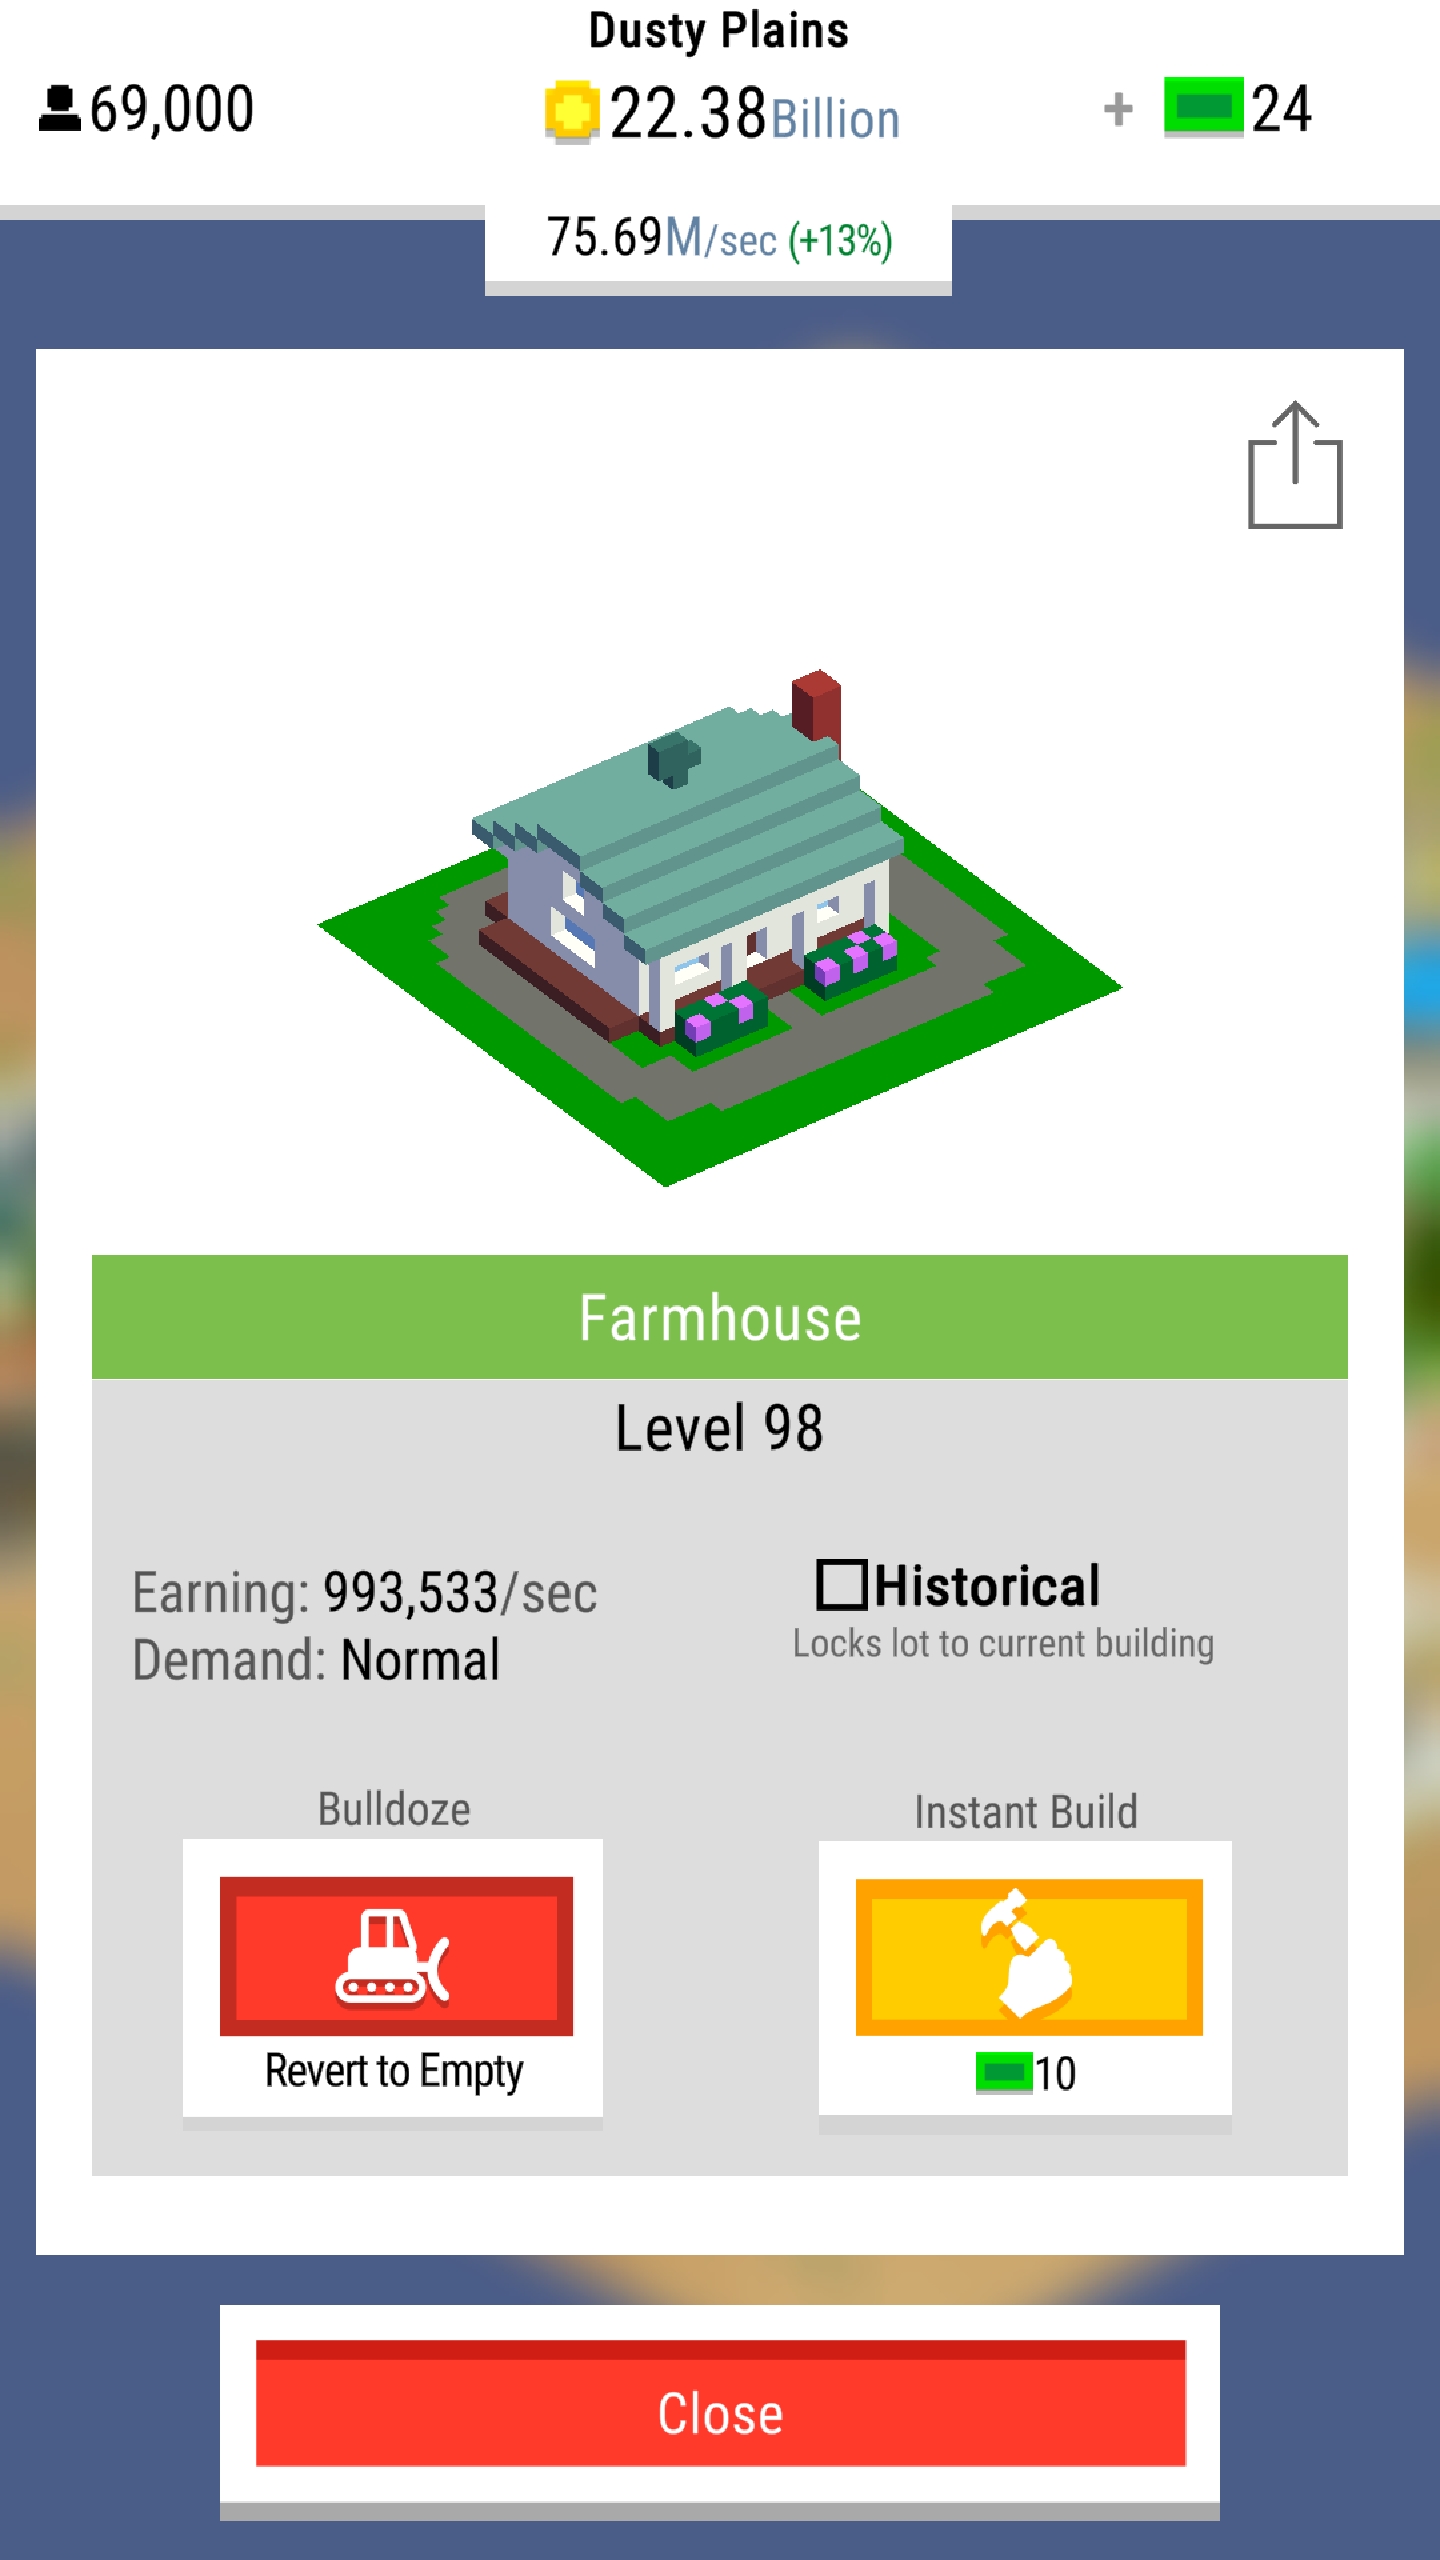 Dusty Plains
69,000
22.38Billion
+ 24
75.69M/sec (+13%)
Farmhouse
Level 98
Earning: 993,533/sec
Demand: Normal
Historical
Locks lot to current building
Bulldoze
Revert to Empty
Instant Build
10
Close